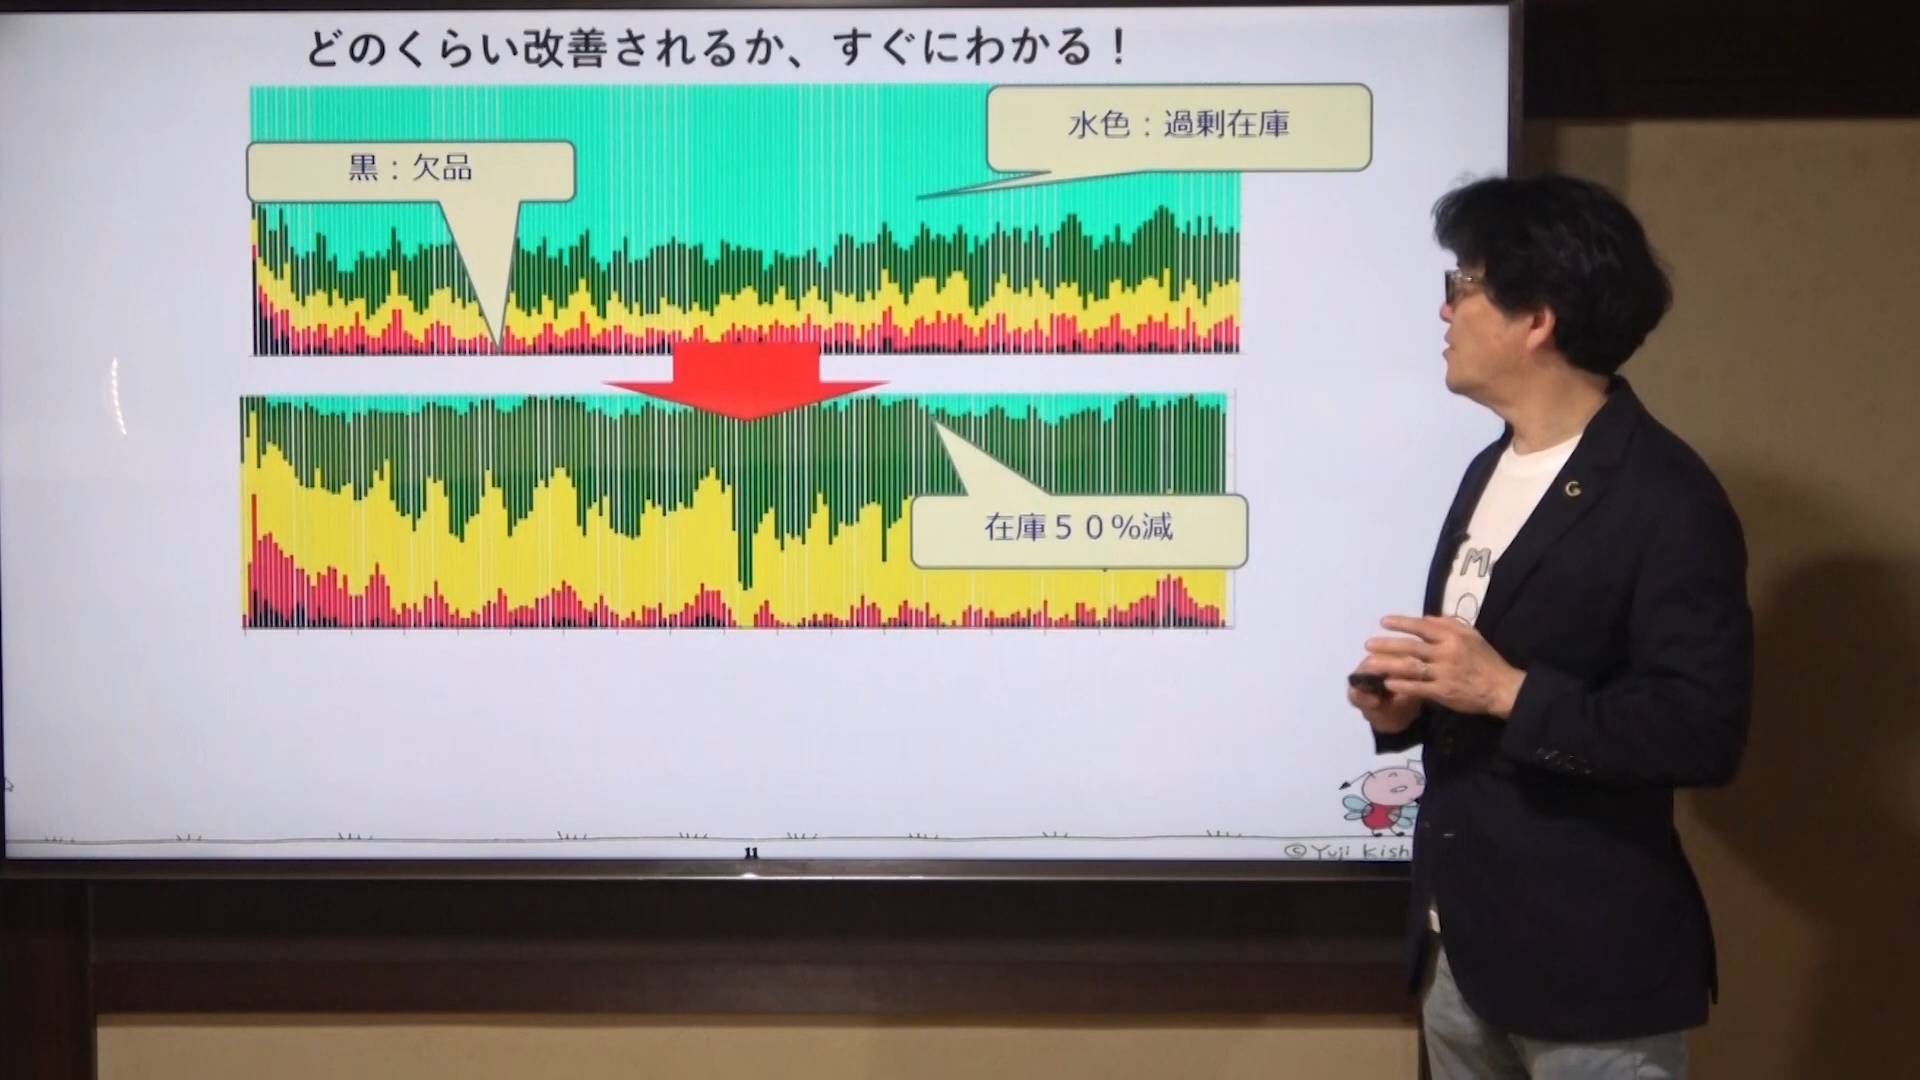 どのくらい改善されるか、すぐにわかる！
水色：過剰在庫
黒：欠品
在庫５０％減
11
©Yuji Kish